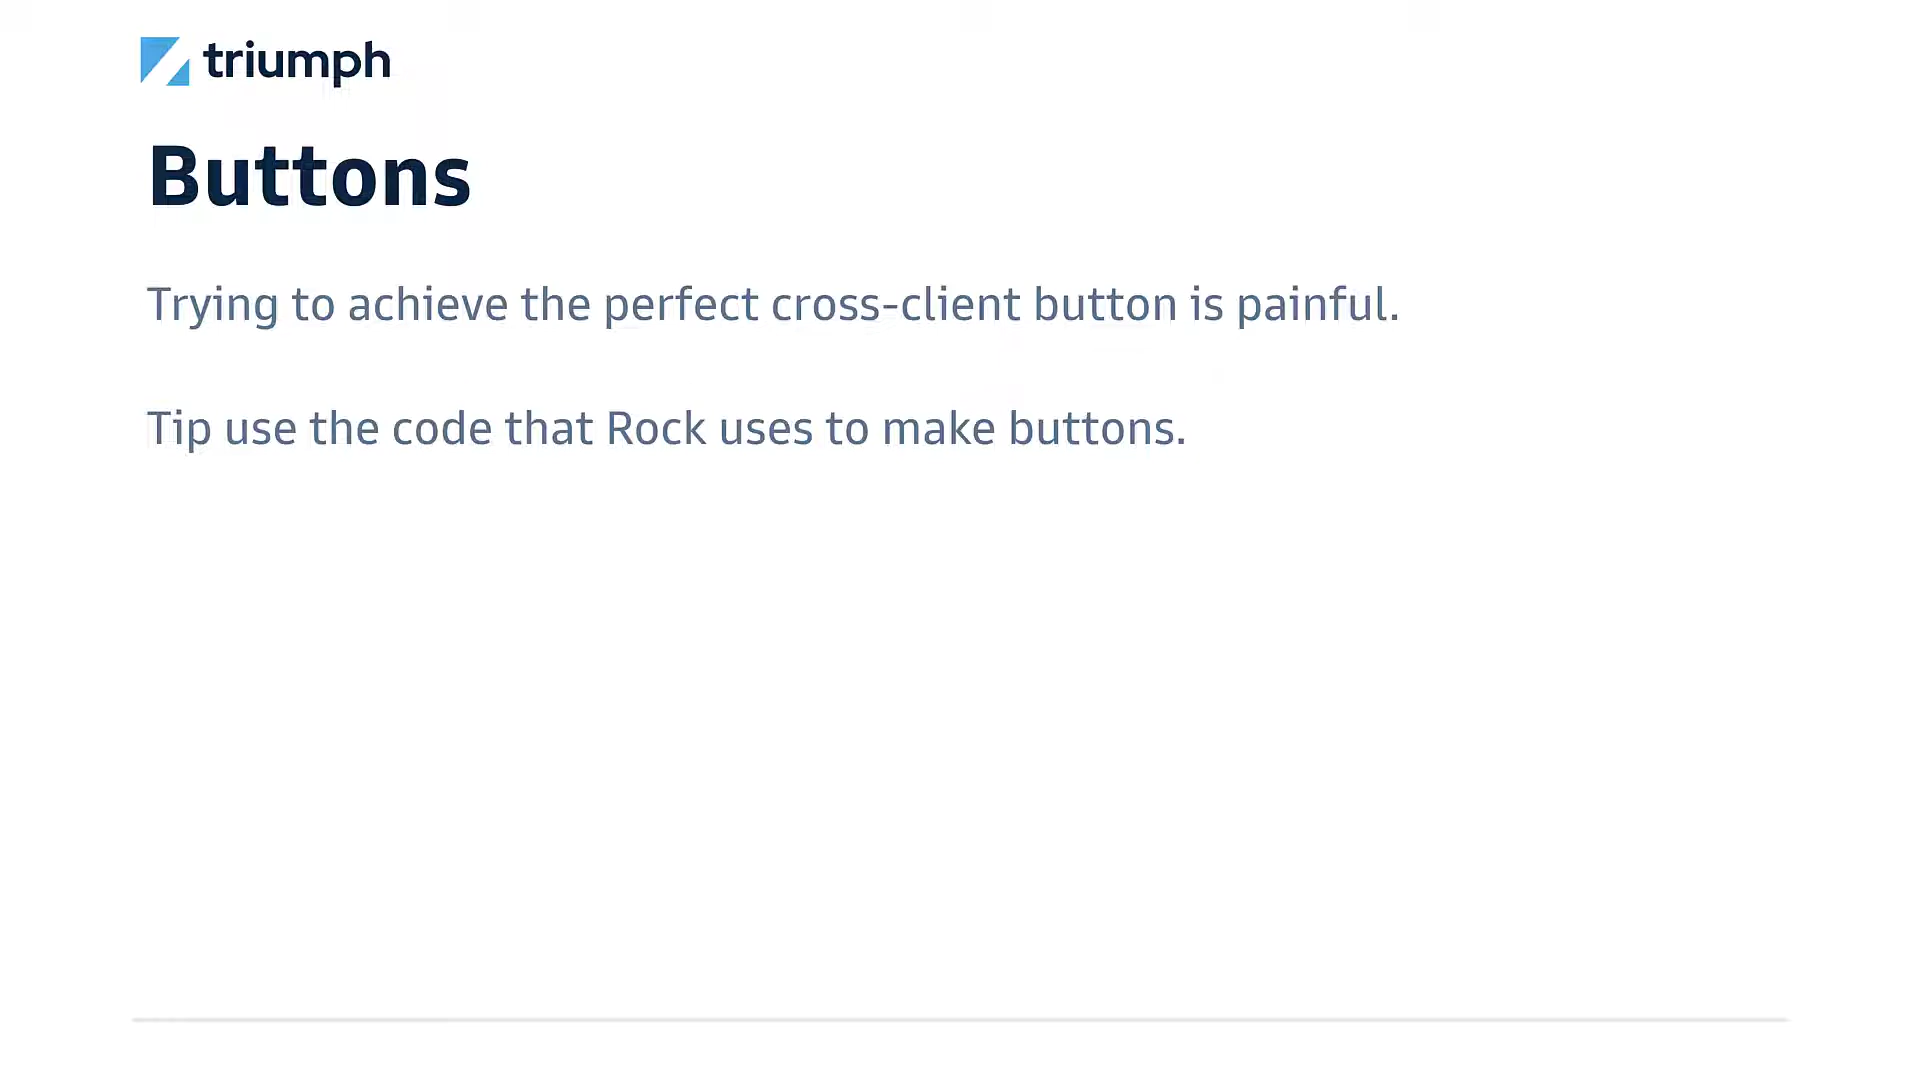 triumph
Buttons
Trying to achieve the perfect cross-client button is painful.
Tip use the code that Rock uses to make buttons.